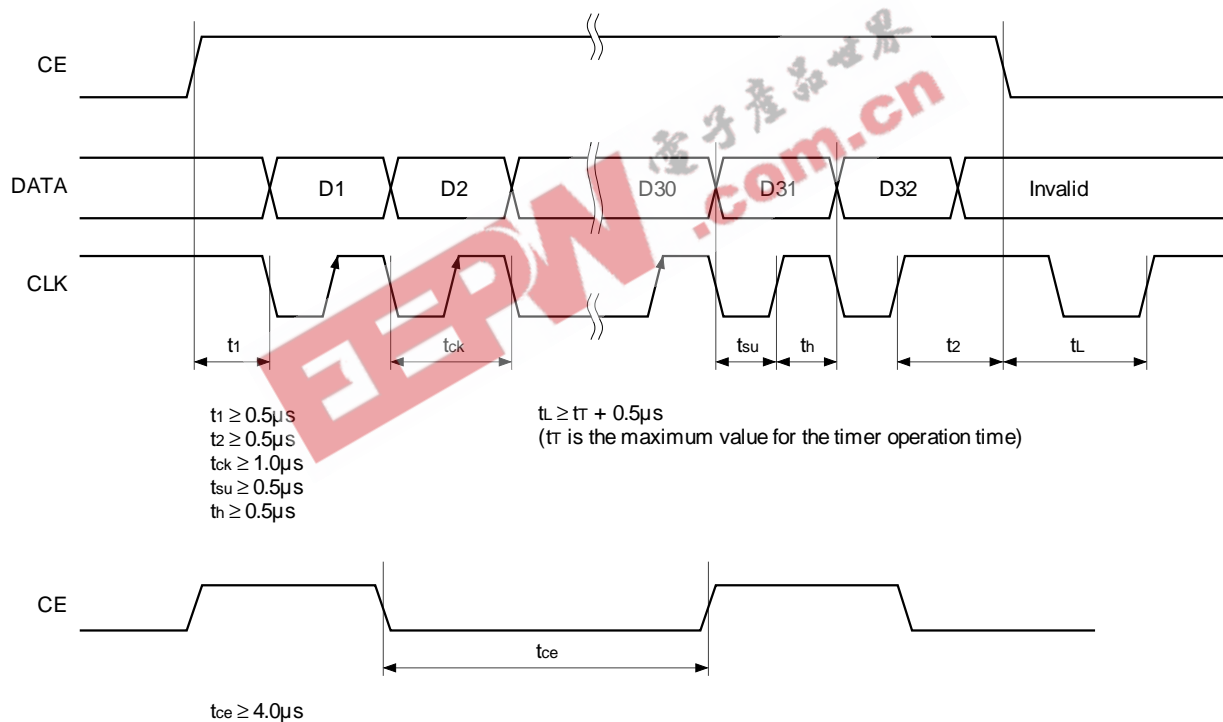 CE
DATA D1 D2 D30 D31 D32 Invalid
CLK
t1 tck tsu th t2 tL
t1 ≥ 0.5µs
t2 ≥ 0.5µs
tck ≥ 1.0µs
tsu ≥ 0.5µs
th ≥ 0.5µs
tL ≥ tT + 0.5µs
(tT is the maximum value for the timer operation time)
EEPW .com.cn
電子產品世界
CE
tce
tce ≥ 4.0µs